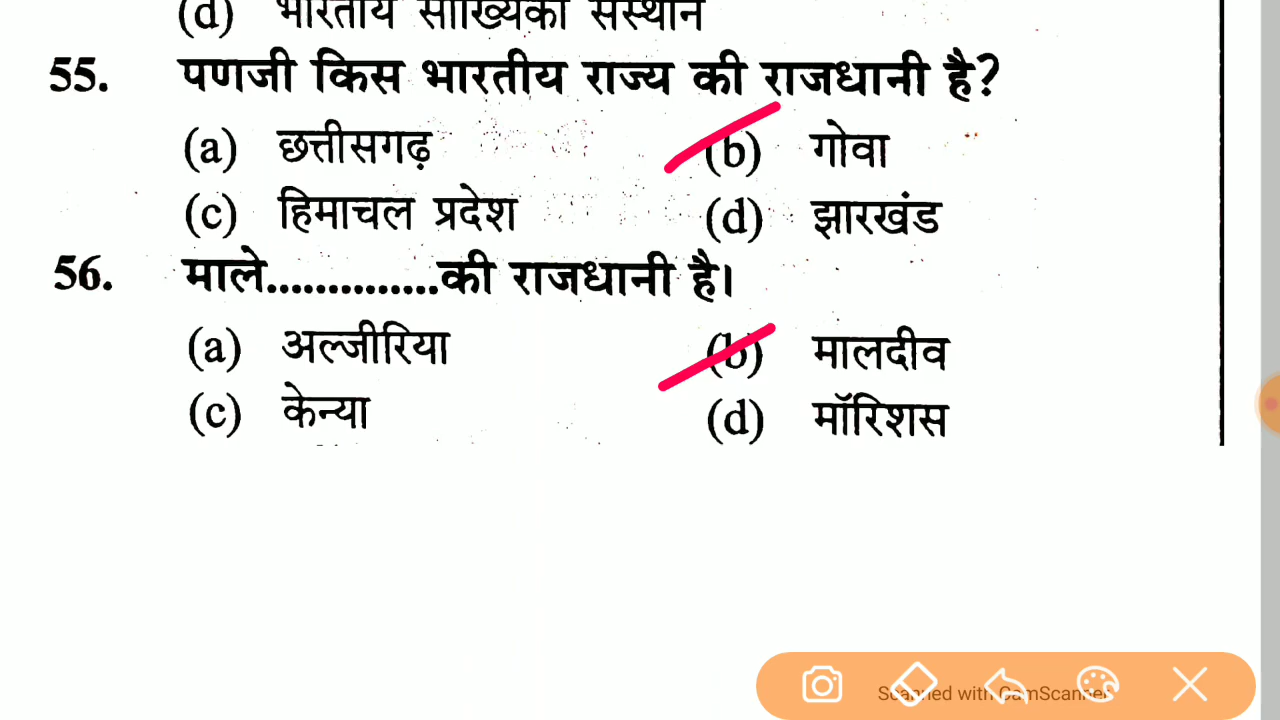 (d) भारतीय सांख्यिकी संस्थान
55. पणजी किस भारतीय राज्य की राजधानी है?
(a) छत्तीसगढ़ (b) गोवा
(c) हिमाचल प्रदेश (d) झारखंड
56. माले..............की राजधानी है।
(a) अल्जीरिया (b) मालदीव
(c) केन्या (d) मॉरिशस
Scanned with CamScanner